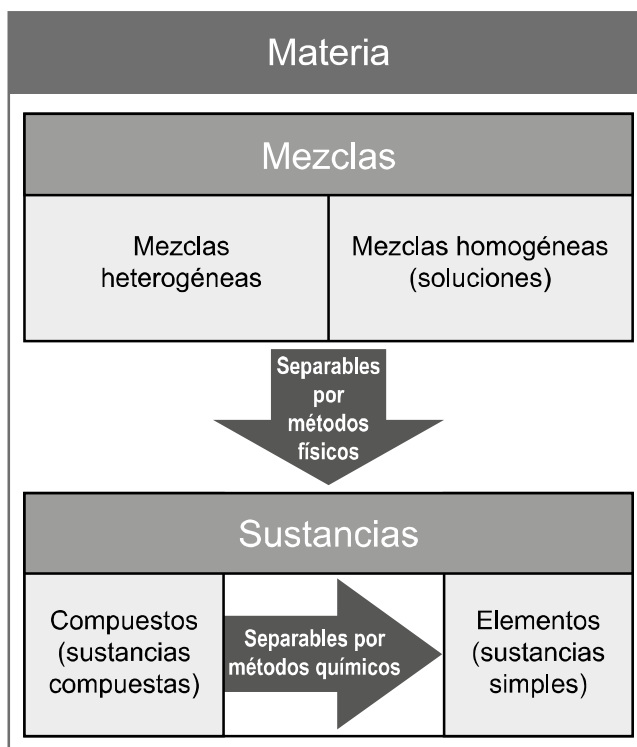 Materia
Mezclas
Mezclas
heterogéneas
Mezclas homogéneas
(soluciones)
Separables
por
métodos
físicos
Sustancias
Compuestos
(sustancias
compuestas)
Separables por
métodos químicos
Elementos
(sustancias
simples)